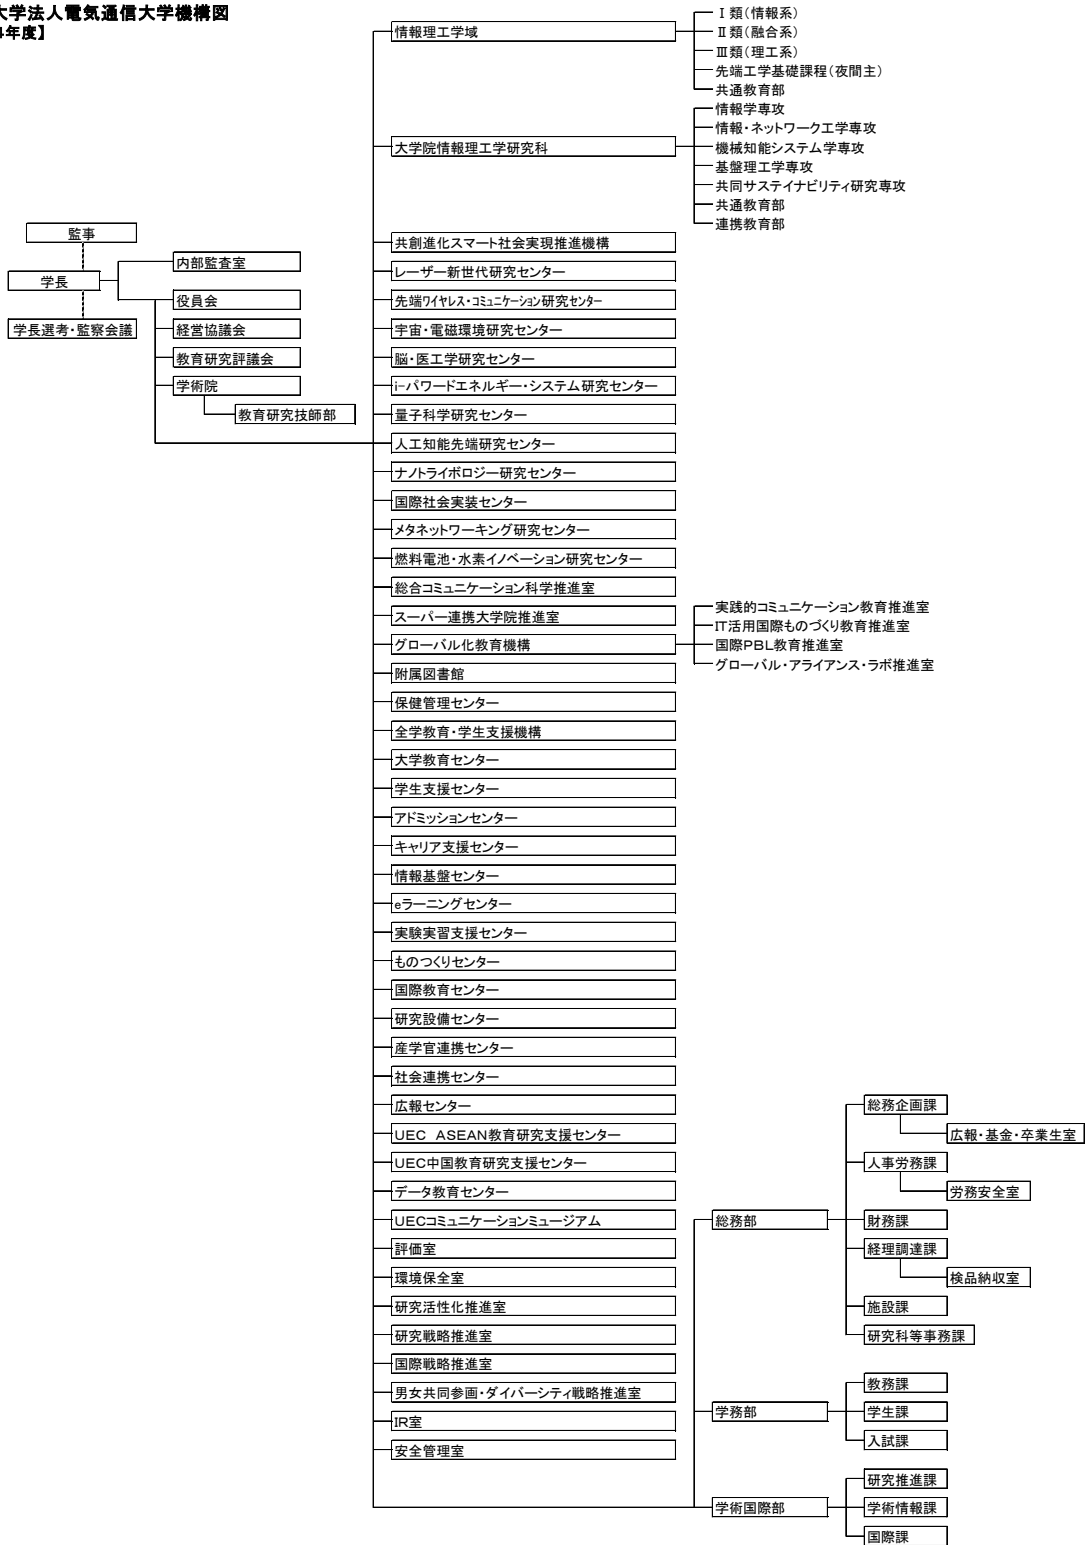 大学法人電気通信大学機構図
年度】
情報理工学域
Ⅰ類(情報系)
Ⅱ類(融合系)
Ⅲ類(理工系)
先端工学基礎課程(夜間主)
共通教育部
大学院情報理工学研究科
情報学専攻
情報・ネットワーク工学専攻
機械知能システム学専攻
基盤理工学専攻
共同サステイナビリティ研究専攻
共通教育部
連携教育部
監事
学長
学長選考・監察会議
内部監査室
役員会
経営協議会
教育研究評議会
学術院
教育研究技師部
共創進化スマート社会実現推進機構
レーザー新世代研究センター
先端ワイヤレス・コミュニケーション研究センター
宇宙・電磁環境研究センター
脳・医工学研究センター
i-パワードエネルギー・システム研究センター
量子科学研究センター
人工知能先端研究センター
ナノトライボロジー研究センター
国際社会実装センター
メタネットワーキング研究センター
燃料電池・水素イノベーション研究センター
総合コミュニケーション科学推進室
スーパー連携大学院推進室
グローバル化教育機構
実践的コミュニケーション教育推進室
IT活用国際ものづくり教育推進室
国際PBL教育推進室
グローバル・アライアンス・ラボ推進室
附属図書館
保健管理センター
全学教育・学生支援機構
大学教育センター
学生支援センター
アドミッションセンター
キャリア支援センター
情報基盤センター
eラーニングセンター
実験実習支援センター
ものつくりセンター
国際教育センター
研究設備センター
産学官連携センター
社会連携センター
広報センター
UEC ASEAN教育研究支援センター
UEC中国教育研究支援センター
データ教育センター
UECコミュニケーションミュージアム
評価室
環境保全室
研究活性化推進室
研究戦略推進室
国際戦略推進室
男女共同参画・ダイバーシティ戦略推進室
IR室
安全管理室
総務部
総務企画課
広報・基金・卒業生室
人事労務課
労務安全室
財務課
経理調達課
検品納収室
施設課
研究科等事務課
学務部
教務課
学生課
入試課
学術国際部
研究推進課
学術情報課
国際課